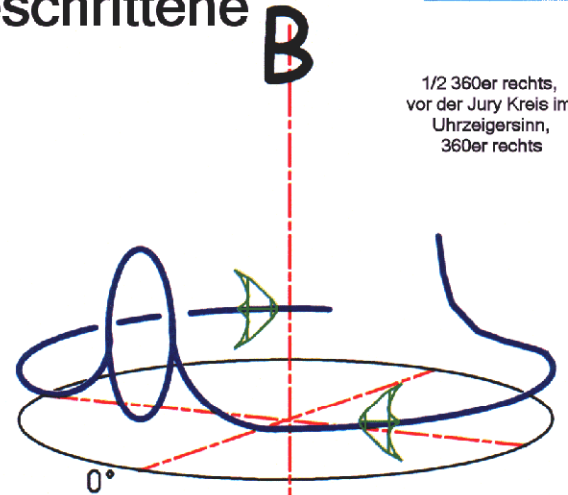 schrittene
B
1/2 360er rechts,
vor der Jury Kreis im
Uhrzeigersinn,
360er rechts
0°